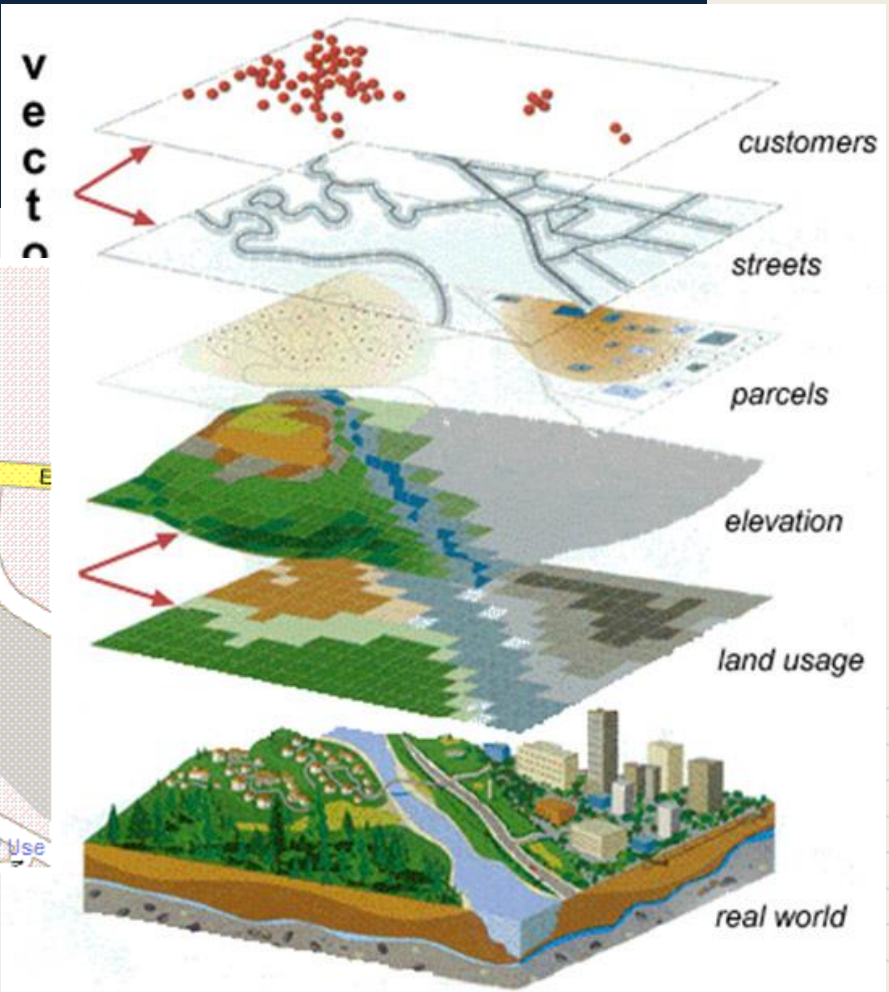 v
e
c
t
o
customers
streets
parcels
elevation
land usage
real world
E
Use